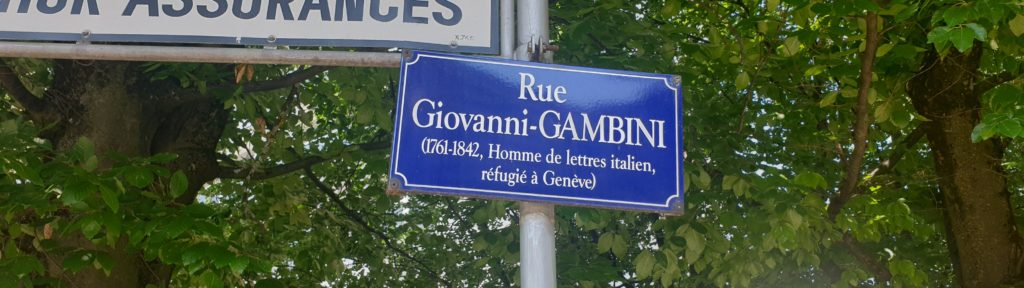 ASSURANCES
Rue
Giovanni-GAMBINI
(1761-1842, Homme de lettres italien,
réfugié à Genève)